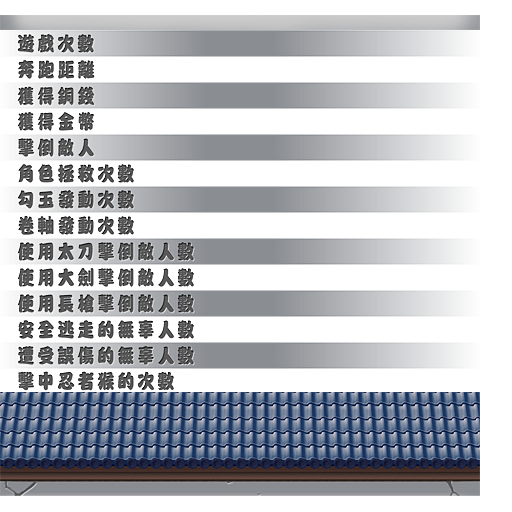 遊戲次數
奔跑距離
獲得銅錢
獲得金幣
擊倒敵人
角色拯救次數
勾玉發動次數
卷軸發動次數
使用太刀擊倒敵人數
使用大劍擊倒敵人數
使用長槍擊倒敵人數
安全逃走的無辜人數
遭受誤傷的無辜人數
擊中忍者猴的次數